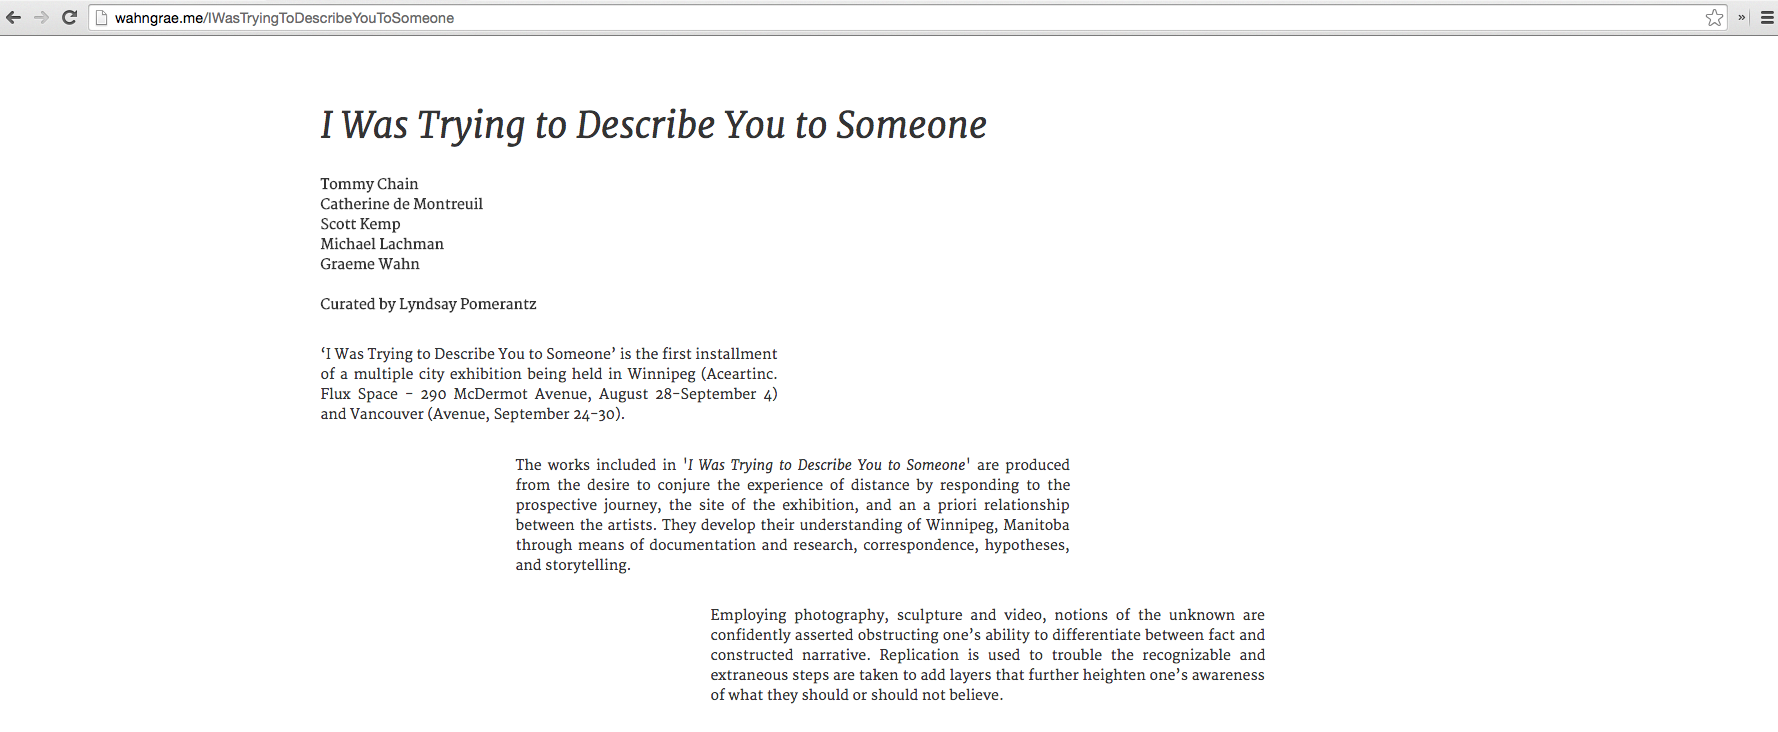 wahngrae.me/IWasTryingToDescribeYouToSomeone
»
I Was Trying to Describe You to Someone
Tommy Chain
Catherine de Montreuil
Scott Kemp
Michael Lachman
Graeme Wahn
Curated by Lyndsay Pomerantz
‘I Was Trying to Describe You to Someone’ is the first installment
of a multiple city exhibition being held in Winnipeg (Aceartinc.
Flux Space - 290 McDermot Avenue, August 28-September 4)
and Vancouver (Avenue, September 24-30).
The works included in 'I Was Trying to Describe You to Someone' are produced
from the desire to conjure the experience of distance by responding to the
prospective journey, the site of the exhibition, and an a priori relationship
between the artists. They develop their understanding of Winnipeg, Manitoba
through means of documentation and research, correspondence, hypotheses,
and storytelling.
Employing photography, sculpture and video, notions of the unknown are
confidently asserted obstructing one’s ability to differentiate between fact and
constructed narrative. Replication is used to trouble the recognizable and
extraneous steps are taken to add layers that further heighten one’s awareness
of what they should or should not believe.